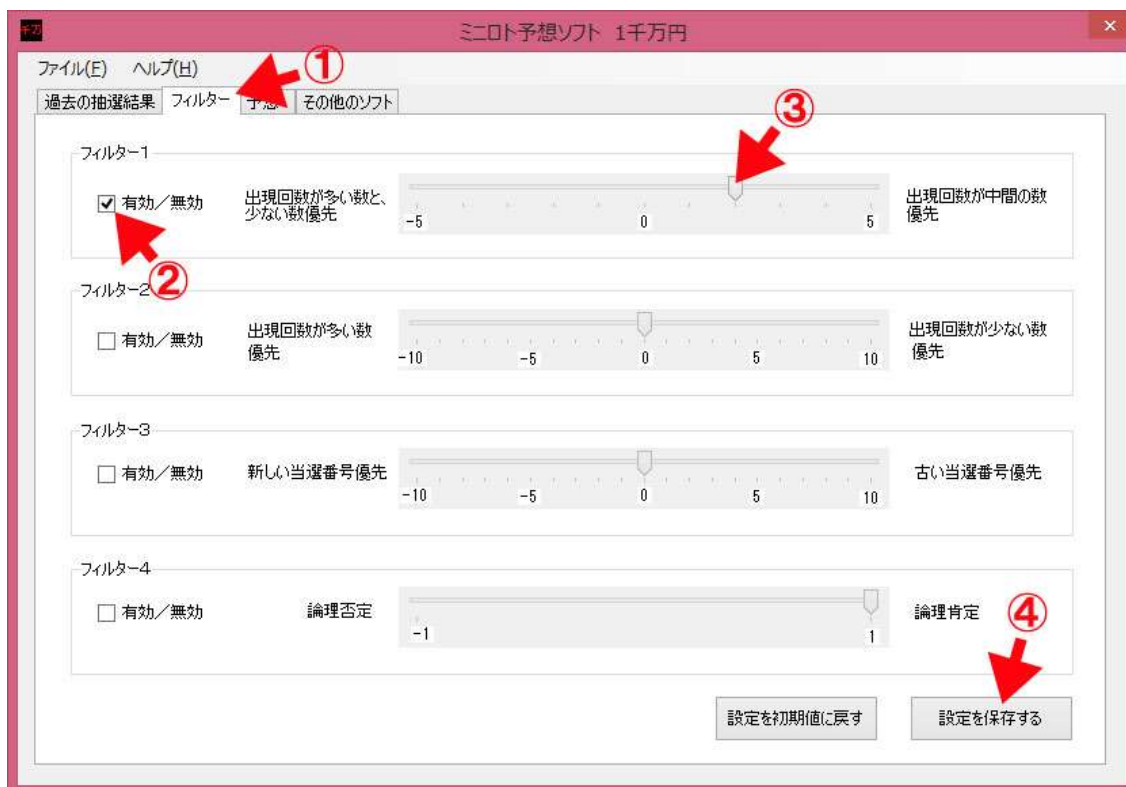 千万
ミニロト予想ソフト 1千万円
×
ファイル(F) ヘルプ(H)
①
過去の抽選結果 フィルター 予想 その他のソフト
③
フィルター1
有効/無効
出現回数が多い数と、
少ない数優先
-5 0 5
出現回数が中間の数
優先
②
フィルター2
有効/無効
出現回数が多い数
優先
-10 -5 0 5 10
出現回数が少ない数
優先
フィルター3
有効/無効
新しい当選番号優先
-10 -5 0 5 10
古い当選番号優先
フィルター4
有効/無効
論理否定
-1 1
論理肯定
④
設定を初期値に戻す 設定を保存する